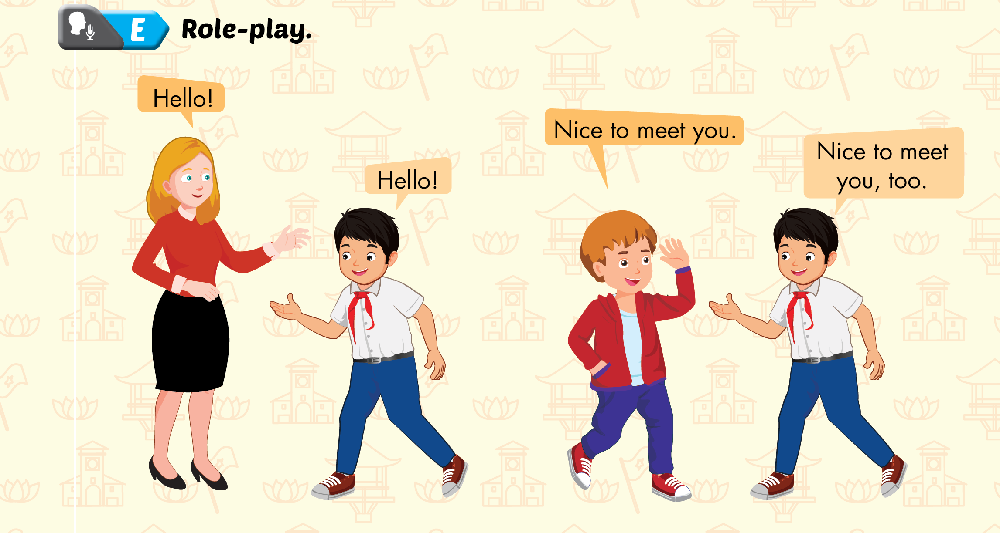 E Role-play.
Hello!
Hello!
Nice to meet you.
Nice to meet
you, too.